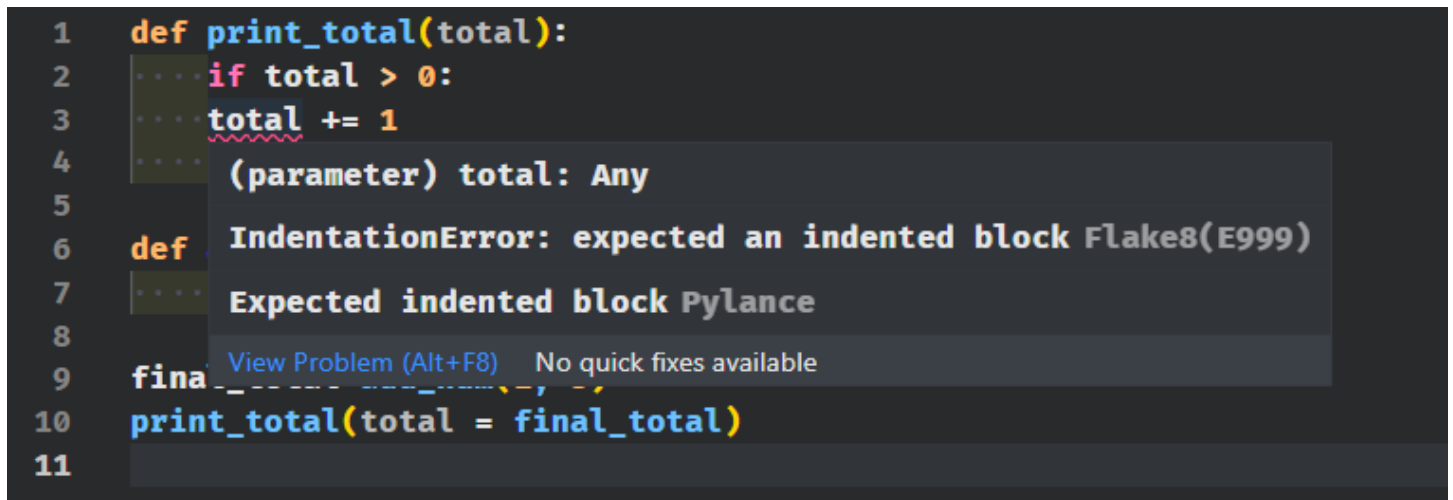 1 def print_total(total):
2 if total > 0:
3 total += 1
4
(parameter) total: Any
5
IndentationError: expected an indented block Flake8(E999)
6 def
7
Expected indented block Pylance
8
View Problem (Alt+F8) No quick fixes available
9
10 print_total(total = final_total)
11